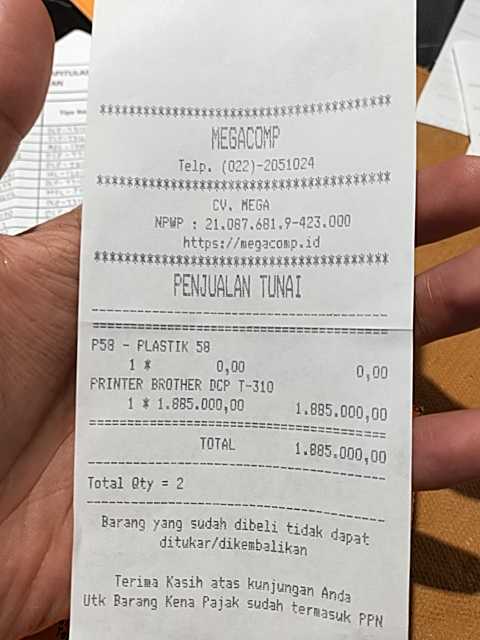 ********************************
MEGACOMP
Telp. (022)-2051024
********************************
CV. MEGA
NPWP : 21.087.681.9-423.000
https://megacomp.id
********************************
PENJUALAN TUNAI
----------------------------------------
========================================
P58 - PLASTIK 58
1 * 0,00 0,00
PRINTER BROTHER DCP T-310
1 * 1.885.000,00 1.885.000,00
========================================
TOTAL 1.885.000,00
----------------------------------------
Total Qty = 2
----------------------------------------
Barang yang sudah dibeli tidak dapat
ditukar/dikembalikan
Terima Kasih atas kunjungan Anda
Utk Barang Kena Pajak sudah termasuk PPN